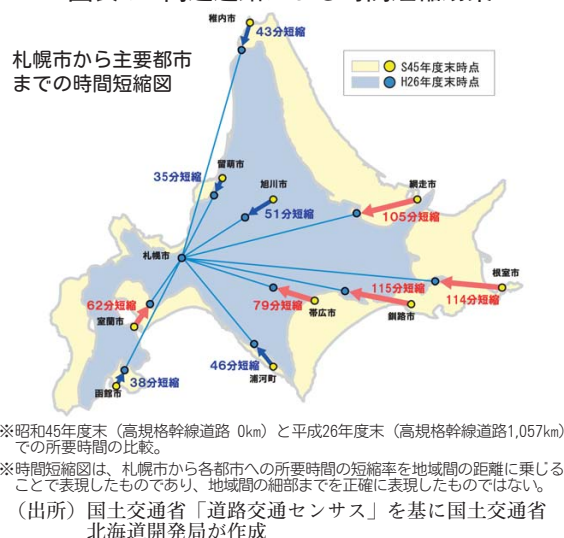 稚内市
43分短縮
札幌市から主要都市
までの時間短縮図
S45年度末時点
H26年度末時点
留萌市
35分短縮
旭川市
51分短縮
網走市
105分短縮
札幌市
根室市
115分短縮
62分短縮
79分短縮
114分短縮
室蘭市
帯広市
釧路市
46分短縮
38分短縮
浦河町
函館市
※昭和45年度末（高規格幹線道路 0km）と平成26年度末（高規格幹線道路1,057km）
での所要時間の比較。
※時間短縮図は、札幌市から各都市への所要時間の短縮率を地域間の距離に乗じる
ことで表現したものであり、地域間の細部までを正確に表現したものではない。
（出所）国土交通省「道路交通センサス」を基に国土交通省
北海道開発局が作成